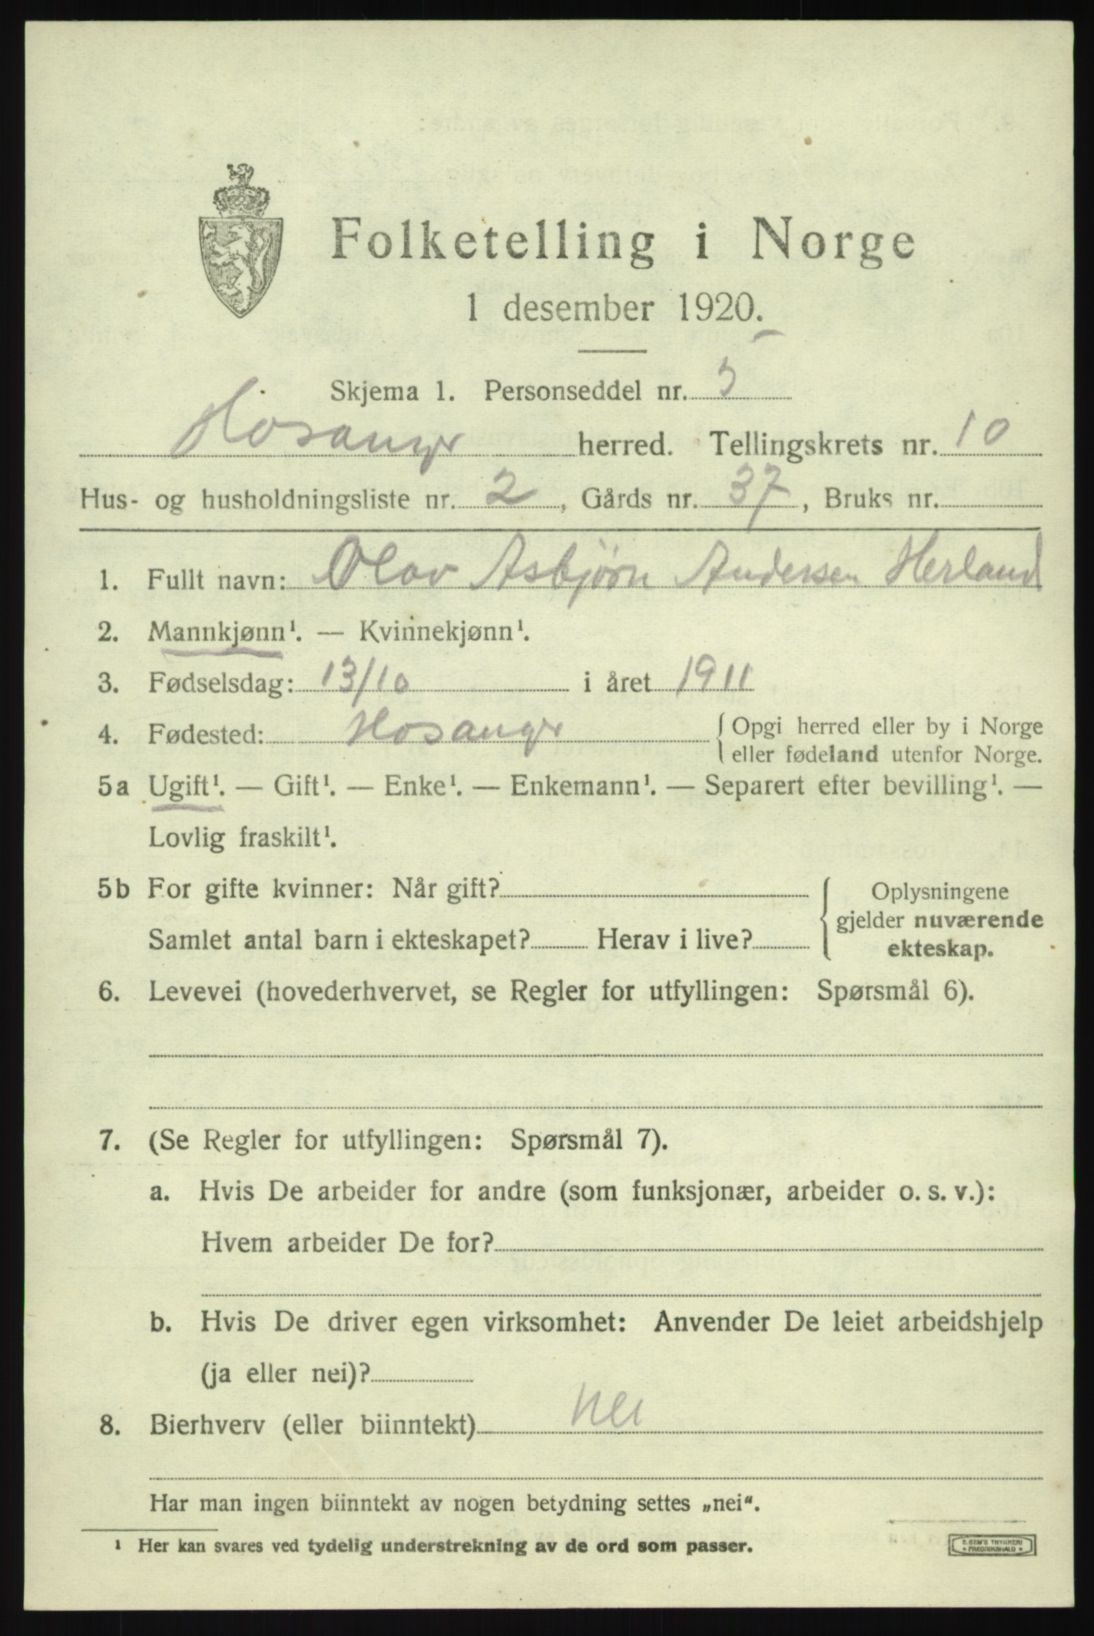 Folketelling i Norge
1 desember 1920.
Skjema 1. Personseddel nr. 5
Hosanger herred. Tellingskrets nr. 10
Hus- og husholdningsliste nr. 2, Gårds nr. 37, Bruks nr.
1. Fullt navn: Olav Asbjørn Andersen Herland
2. Mannkjønn¹. — Kvinnekjønn¹.
3. Fødselsdag: 13/10 i året 1911
4. Fødested: Hosanger { Opgi herred eller by i Norge
eller fødeland utenfor Norge.
5a Ugift¹. — Gift¹. — Enke¹. — Enkemann¹. — Separert efter bevilling¹. —
Lovlig fraskilt¹.
5b For gifte kvinner: Når gift?
Samlet antal barn i ekteskapet? Herav i live?
{ Oplysningene
gjelder nuværende
ekteskap.
6. Levevei (hovederhvervet, se Regler for utfyllingen: Spørsmål 6).
7. (Se Regler for utfyllingen: Spørsmål 7).
a. Hvis De arbeider for andre (som funksjonær, arbeider o. s. v.):
Hvem arbeider De for?
b. Hvis De driver egen virksomhet: Anvender De leiet arbeidshjelp
(ja eller nei)?
8. Bierhverv (eller biinntekt) Nei
Har man ingen biinntekt av nogen betydning settes „nei“.
¹ Her kan svares ved tydelig understrekning av de ord som passer.